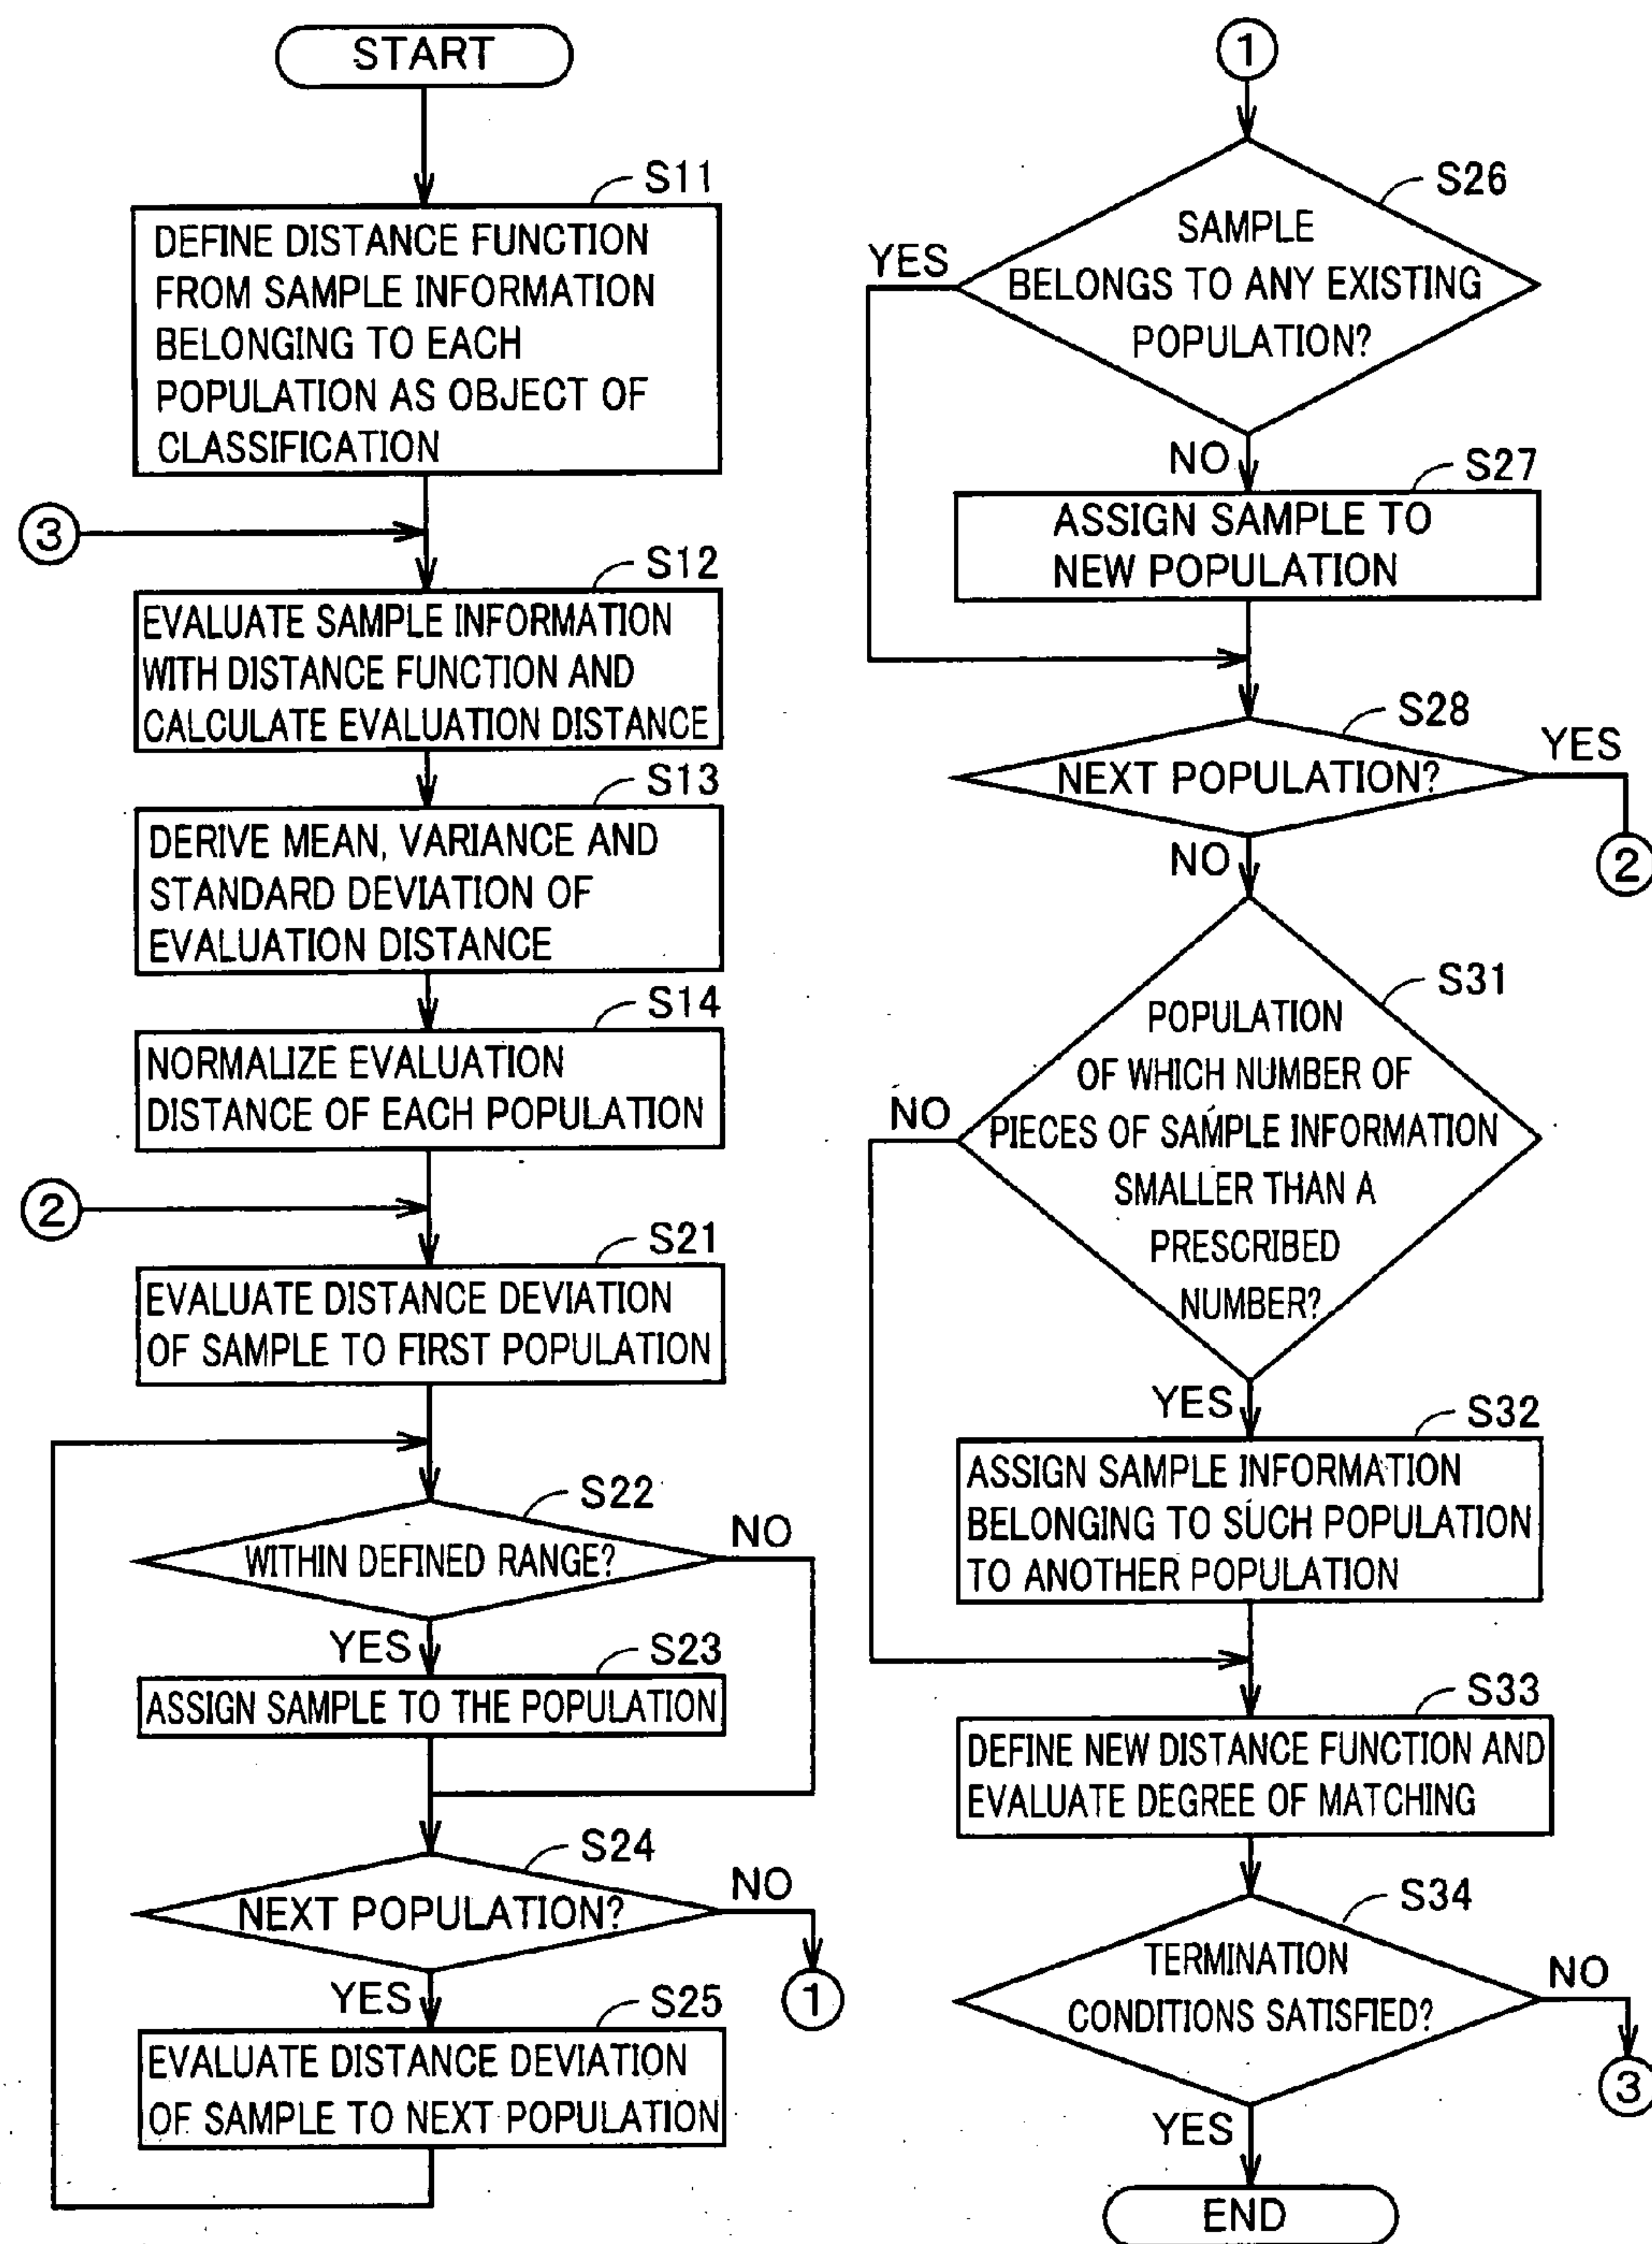 START
S11
DEFINE DISTANCE FUNCTION
FROM SAMPLE INFORMATION
BELONGING TO EACH
POPULATION AS OBJECT OF
CLASSIFICATION
3
S12
EVALUATE SAMPLE INFORMATION
WITH DISTANCE FUNCTION AND
CALCULATE EVALUATION DISTANCE
S13
DERIVE MEAN, VARIANCE AND
STANDARD DEVIATION OF
EVALUATION DISTANCE
S14
NORMALIZE EVALUATION
DISTANCE OF EACH POPULATION
2
S21
EVALUATE DISTANCE DEVIATION
OF SAMPLE TO FIRST POPULATION
S22
WITHIN DEFINED RANGE?
NO
YES
S23
ASSIGN SAMPLE TO THE POPULATION
S24
NEXT POPULATION?
NO
1
YES
S25
EVALUATE DISTANCE DEVIATION
OF SAMPLE TO NEXT POPULATION
1
S26
SAMPLE
BELONGS TO ANY EXISTING
POPULATION?
YES
NO
S27
ASSIGN SAMPLE TO
NEW POPULATION
S28
NEXT POPULATION?
YES
2
NO
S31
POPULATION
OF WHICH NUMBER OF
PIECES OF SAMPLE INFORMATION
SMALLER THAN A
PRESCRIBED
NUMBER?
NO
YES
S32
ASSIGN SAMPLE INFORMATION
BELONGING TO SUCH POPULATION
TO ANOTHER POPULATION
S33
DEFINE NEW DISTANCE FUNCTION AND
EVALUATE DEGREE OF MATCHING
S34
TERMINATION
CONDITIONS SATISFIED?
NO
3
YES
END